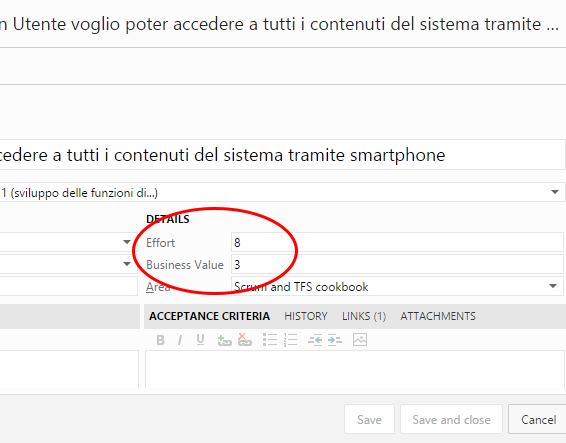 n Utente voglio poter accedere a tutti i contenuti del sistema tramite ...
cedere a tutti i contenuti del sistema tramite smartphone
1 (sviluppo delle funzioni di...)
DETAILS
Effort 8
Business Value 3
Area Scrum and TFS cookbook
ACCEPTANCE CRITERIA HISTORY LINKS (1) ATTACHMENTS
B I U
Save Save and close Cancel